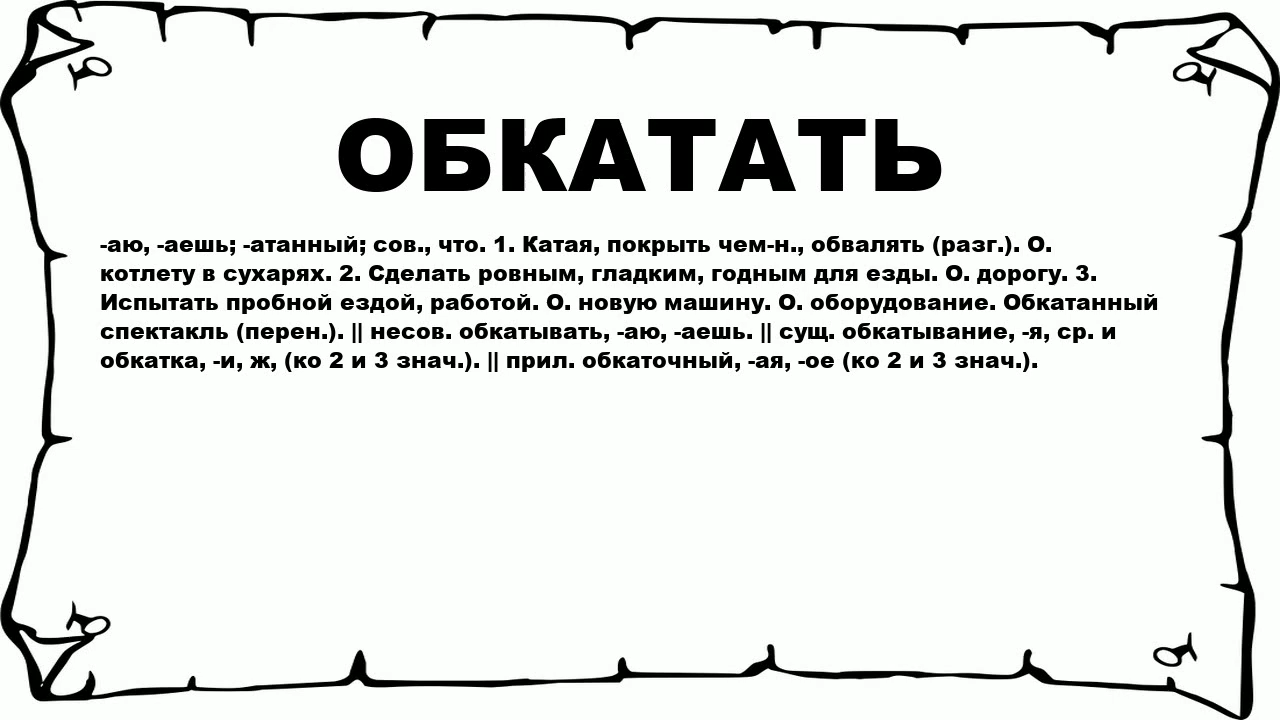 ОБКАТАТЬ
-аю, -аешь; -атанный; сов., что. 1. Катая, покрыть чем-н., обвалять (разг.). О.
котлету в сухарях. 2. Сделать ровным, гладким, годным для езды. О. дорогу. 3.
Испытать пробной ездой, работой. О. новую машину. О. оборудование. Обкатанный
спектакль (перен.). || несов. обкатывать, -аю, -аешь. || сущ. обкатывание, -я, ср. и
обкатка, -и, ж, (ко 2 и 3 знач.). || прил. обкаточный, -ая, -ое (ко 2 и 3 знач.).